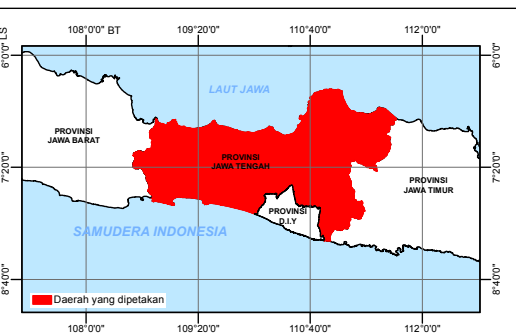 108°0'0" BT
109°20'0"
110°40'0"
112°0'0"
6°0'0" LS
6°0'0"
LAUT JAWA
PROVINSI
JAWA BARAT
PROVINSI
JAWA TENGAH
7°20'0"
7°20'0"
PROVINSI
JAWA TIMUR
PROVINSI
D.I.Y
SAMUDERA INDONESIA
8°40'0"
8°40'0"
Daerah yang dipetakan
108°0'0"
109°20'0"
110°40'0"
112°0'0"